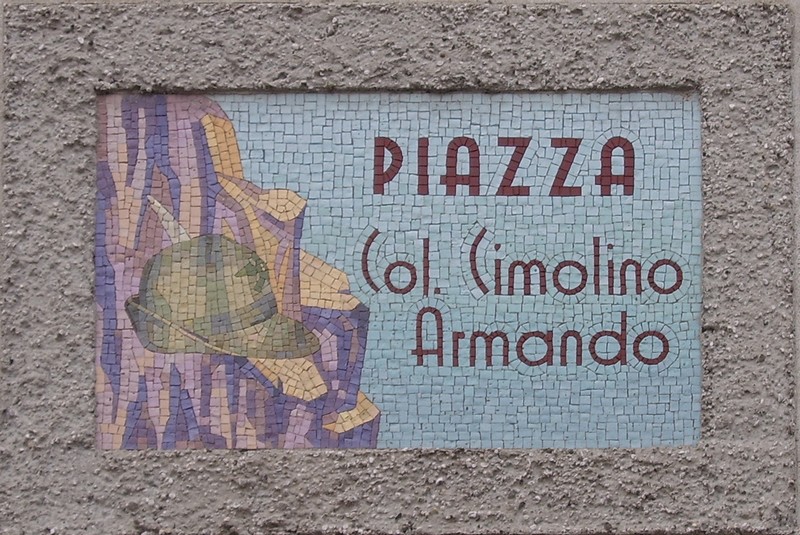 PIAZZA
Col. Cimolino
Armando